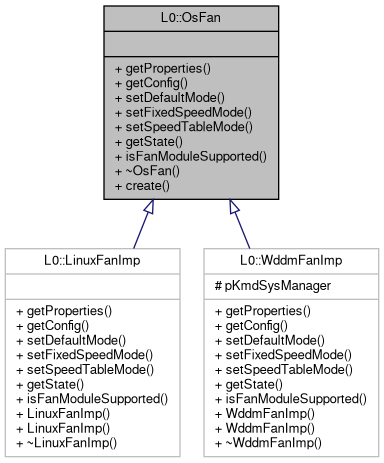 L0::OsFan
+ getProperties()
+ getConfig()
+ setDefaultMode()
+ setFixedSpeedMode()
+ setSpeedTableMode()
+ getState()
+ isFanModuleSupported()
+ ~OsFan()
+ create()
L0::LinuxFanImp
+ getProperties()
+ getConfig()
+ setDefaultMode()
+ setFixedSpeedMode()
+ setSpeedTableMode()
+ getState()
+ isFanModuleSupported()
+ LinuxFanImp()
+ LinuxFanImp()
+ ~LinuxFanImp()
L0::WddmFanImp
# pKmdSysManager
+ getProperties()
+ getConfig()
+ setDefaultMode()
+ setFixedSpeedMode()
+ setSpeedTableMode()
+ getState()
+ isFanModuleSupported()
+ WddmFanImp()
+ WddmFanImp()
+ ~WddmFanImp()